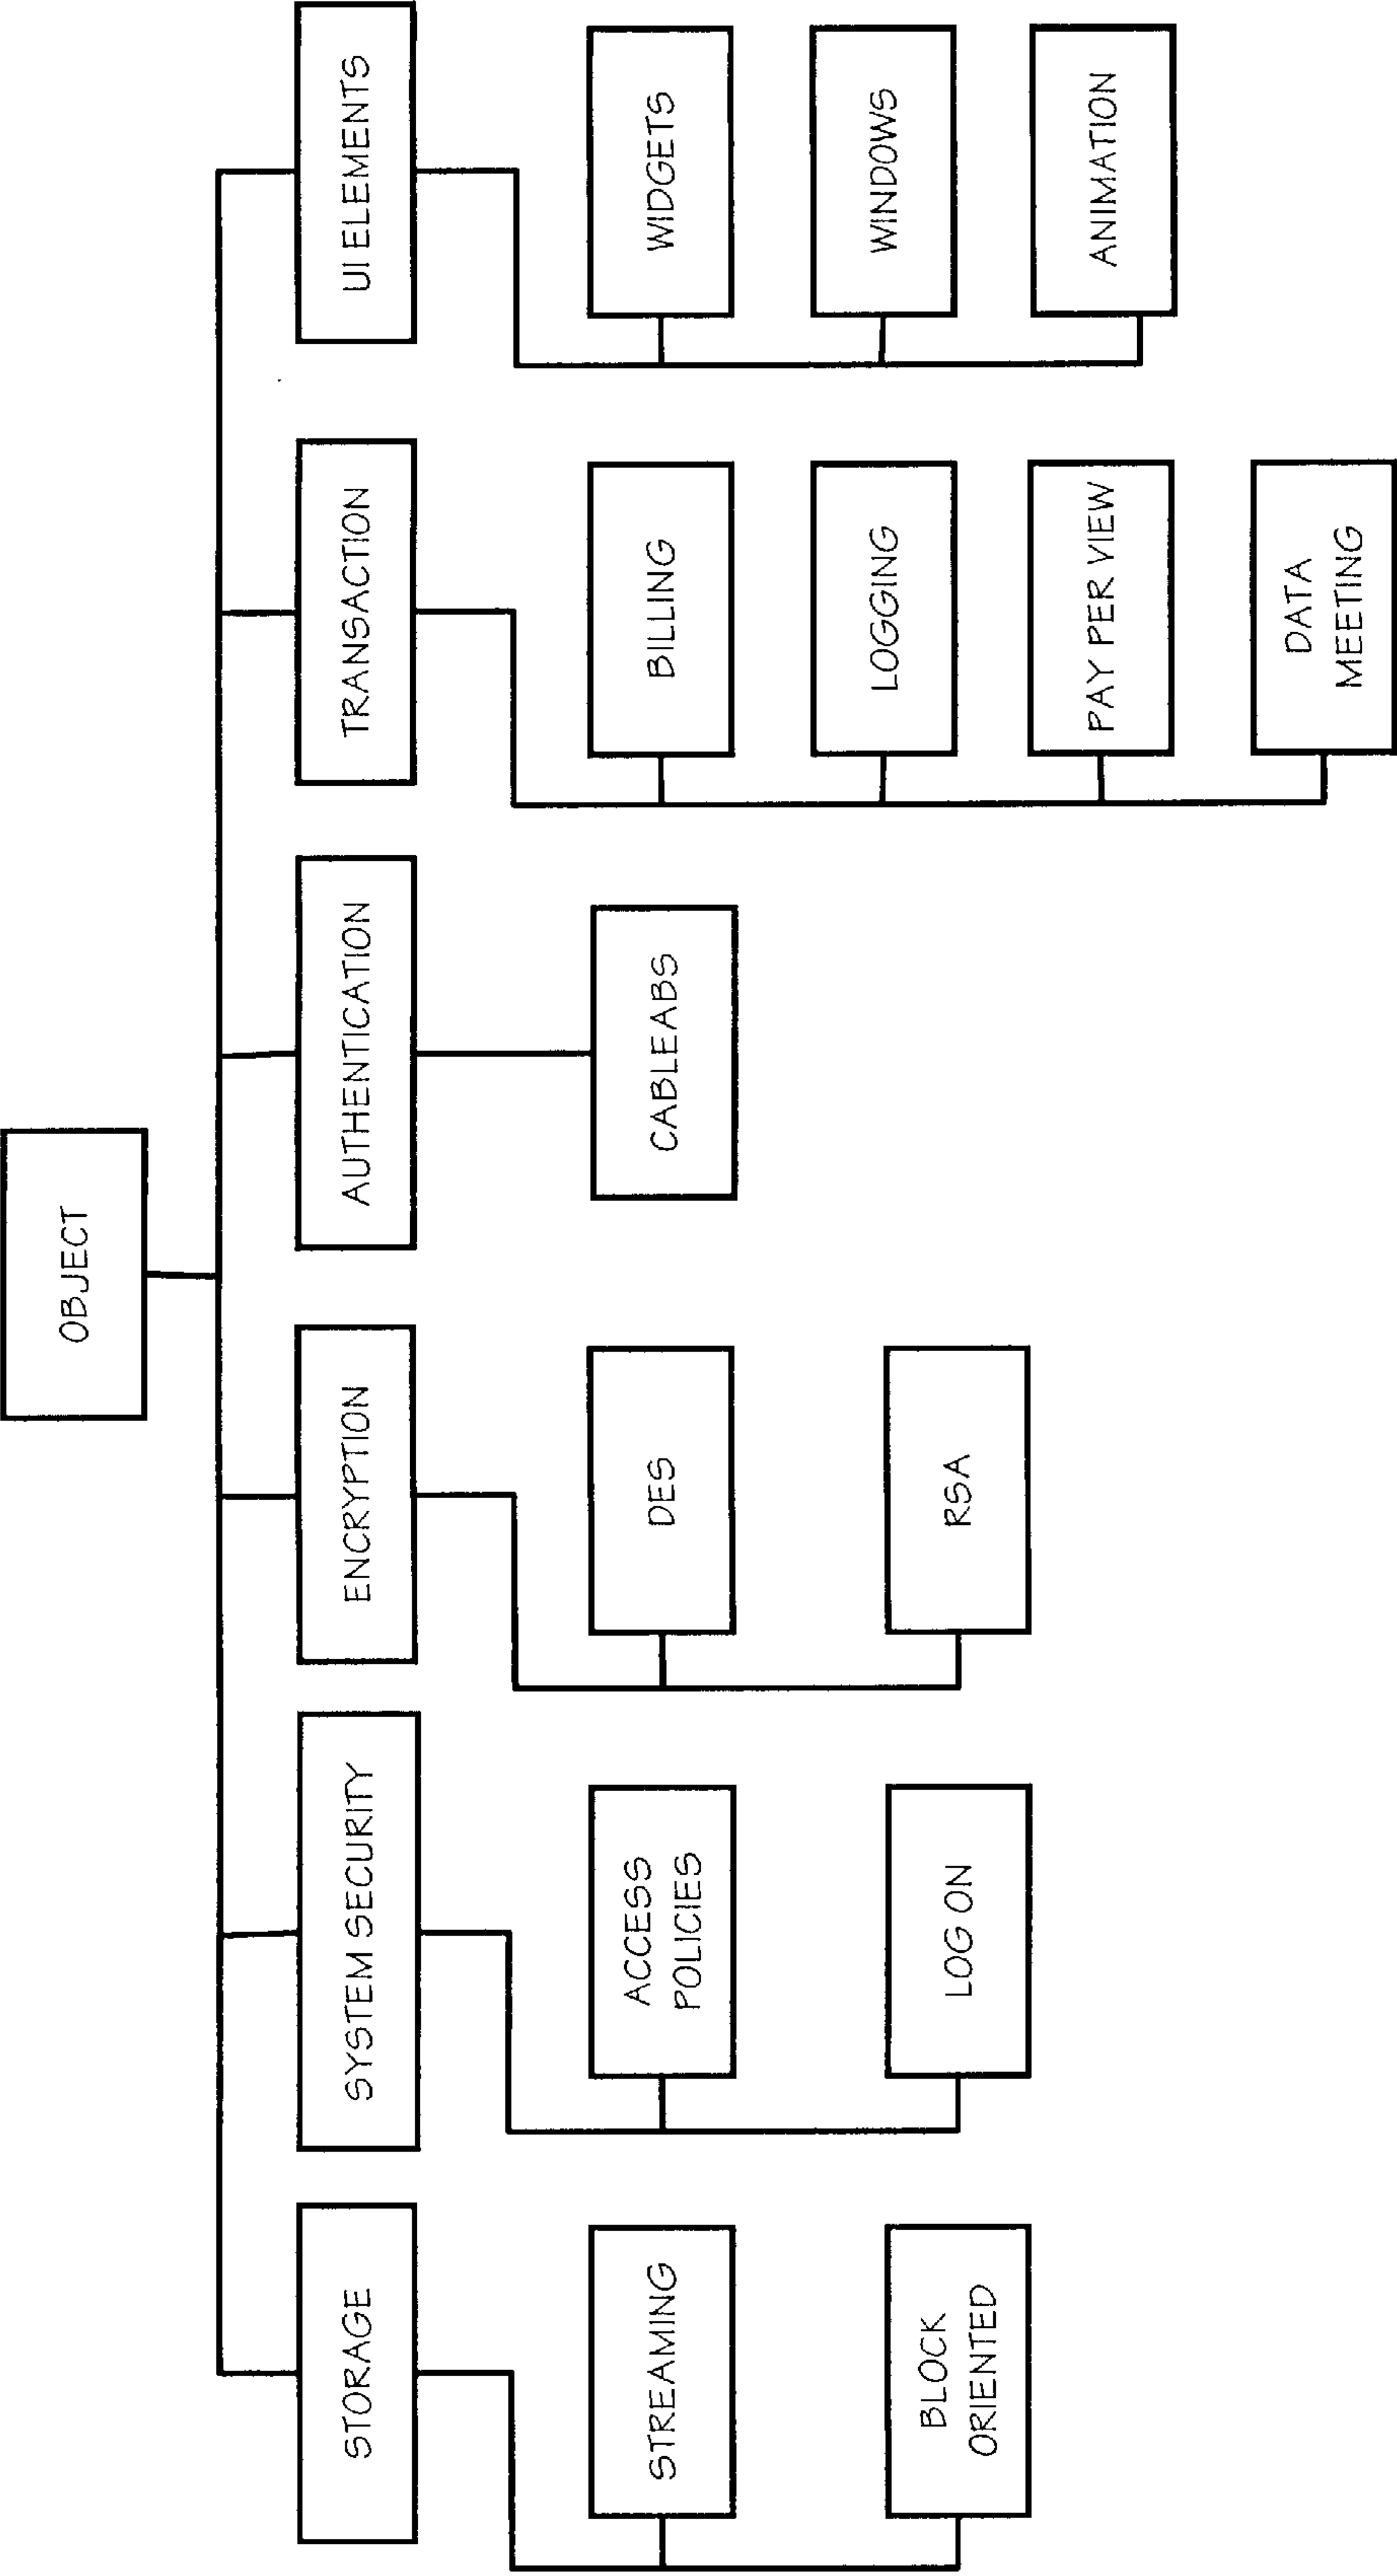 OBJECT
STORAGE
SYSTEM SECURITY
ENCRYPTION
AUTHENTICATION
TRANSACTION
UI ELEMENTS
STREAMING
BLOCK
ORIENTED
ACCESS
POLICIES
LOG ON
DES
RSA
CABLEABS
BILLING
LOGGING
PAY PER VIEW
DATA
MEETING
WIDGETS
WINDOWS
ANIMATION